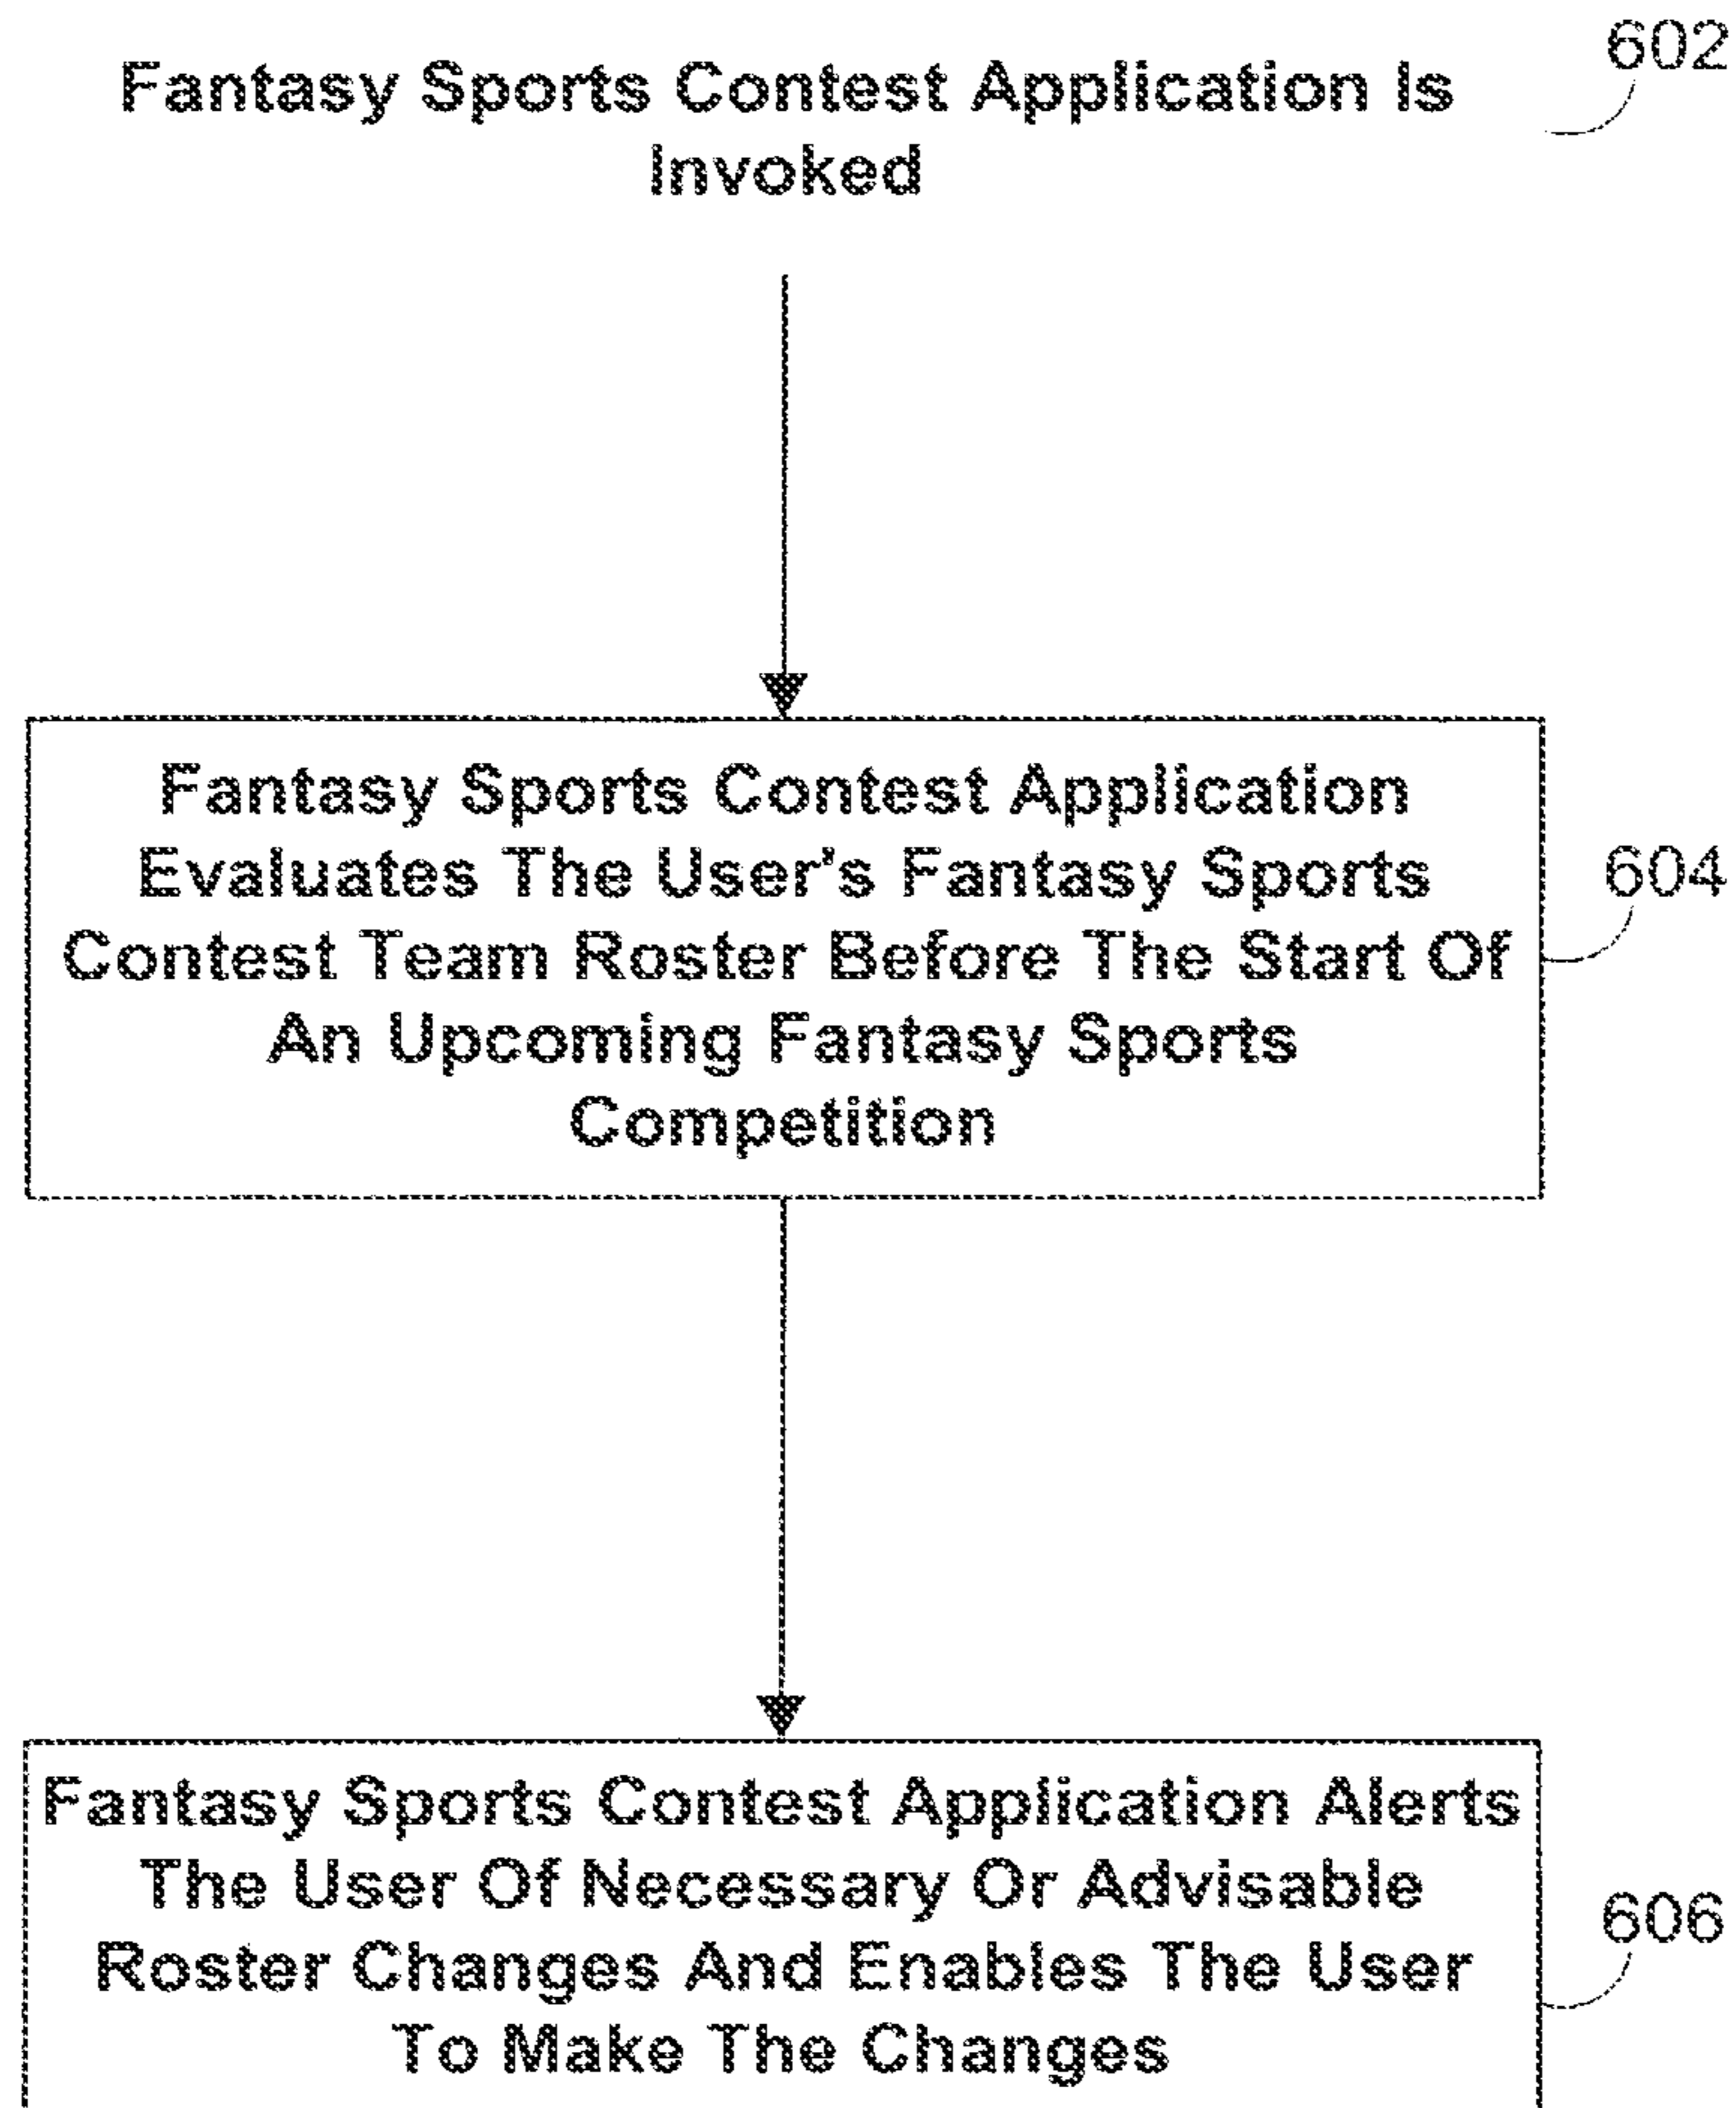 602
Fantasy Sports Contest Application Is
Invoked
Fantasy Sports Contest Application
Evaluates The User's Fantasy Sports
Contest Team Roster Before The Start Of
An Upcoming Fantasy Sports
Competition
604
Fantasy Sports Contest Application Alerts
The User Of Necessary Or Advisable
Roster Changes And Enables The User
To Make The Changes
606